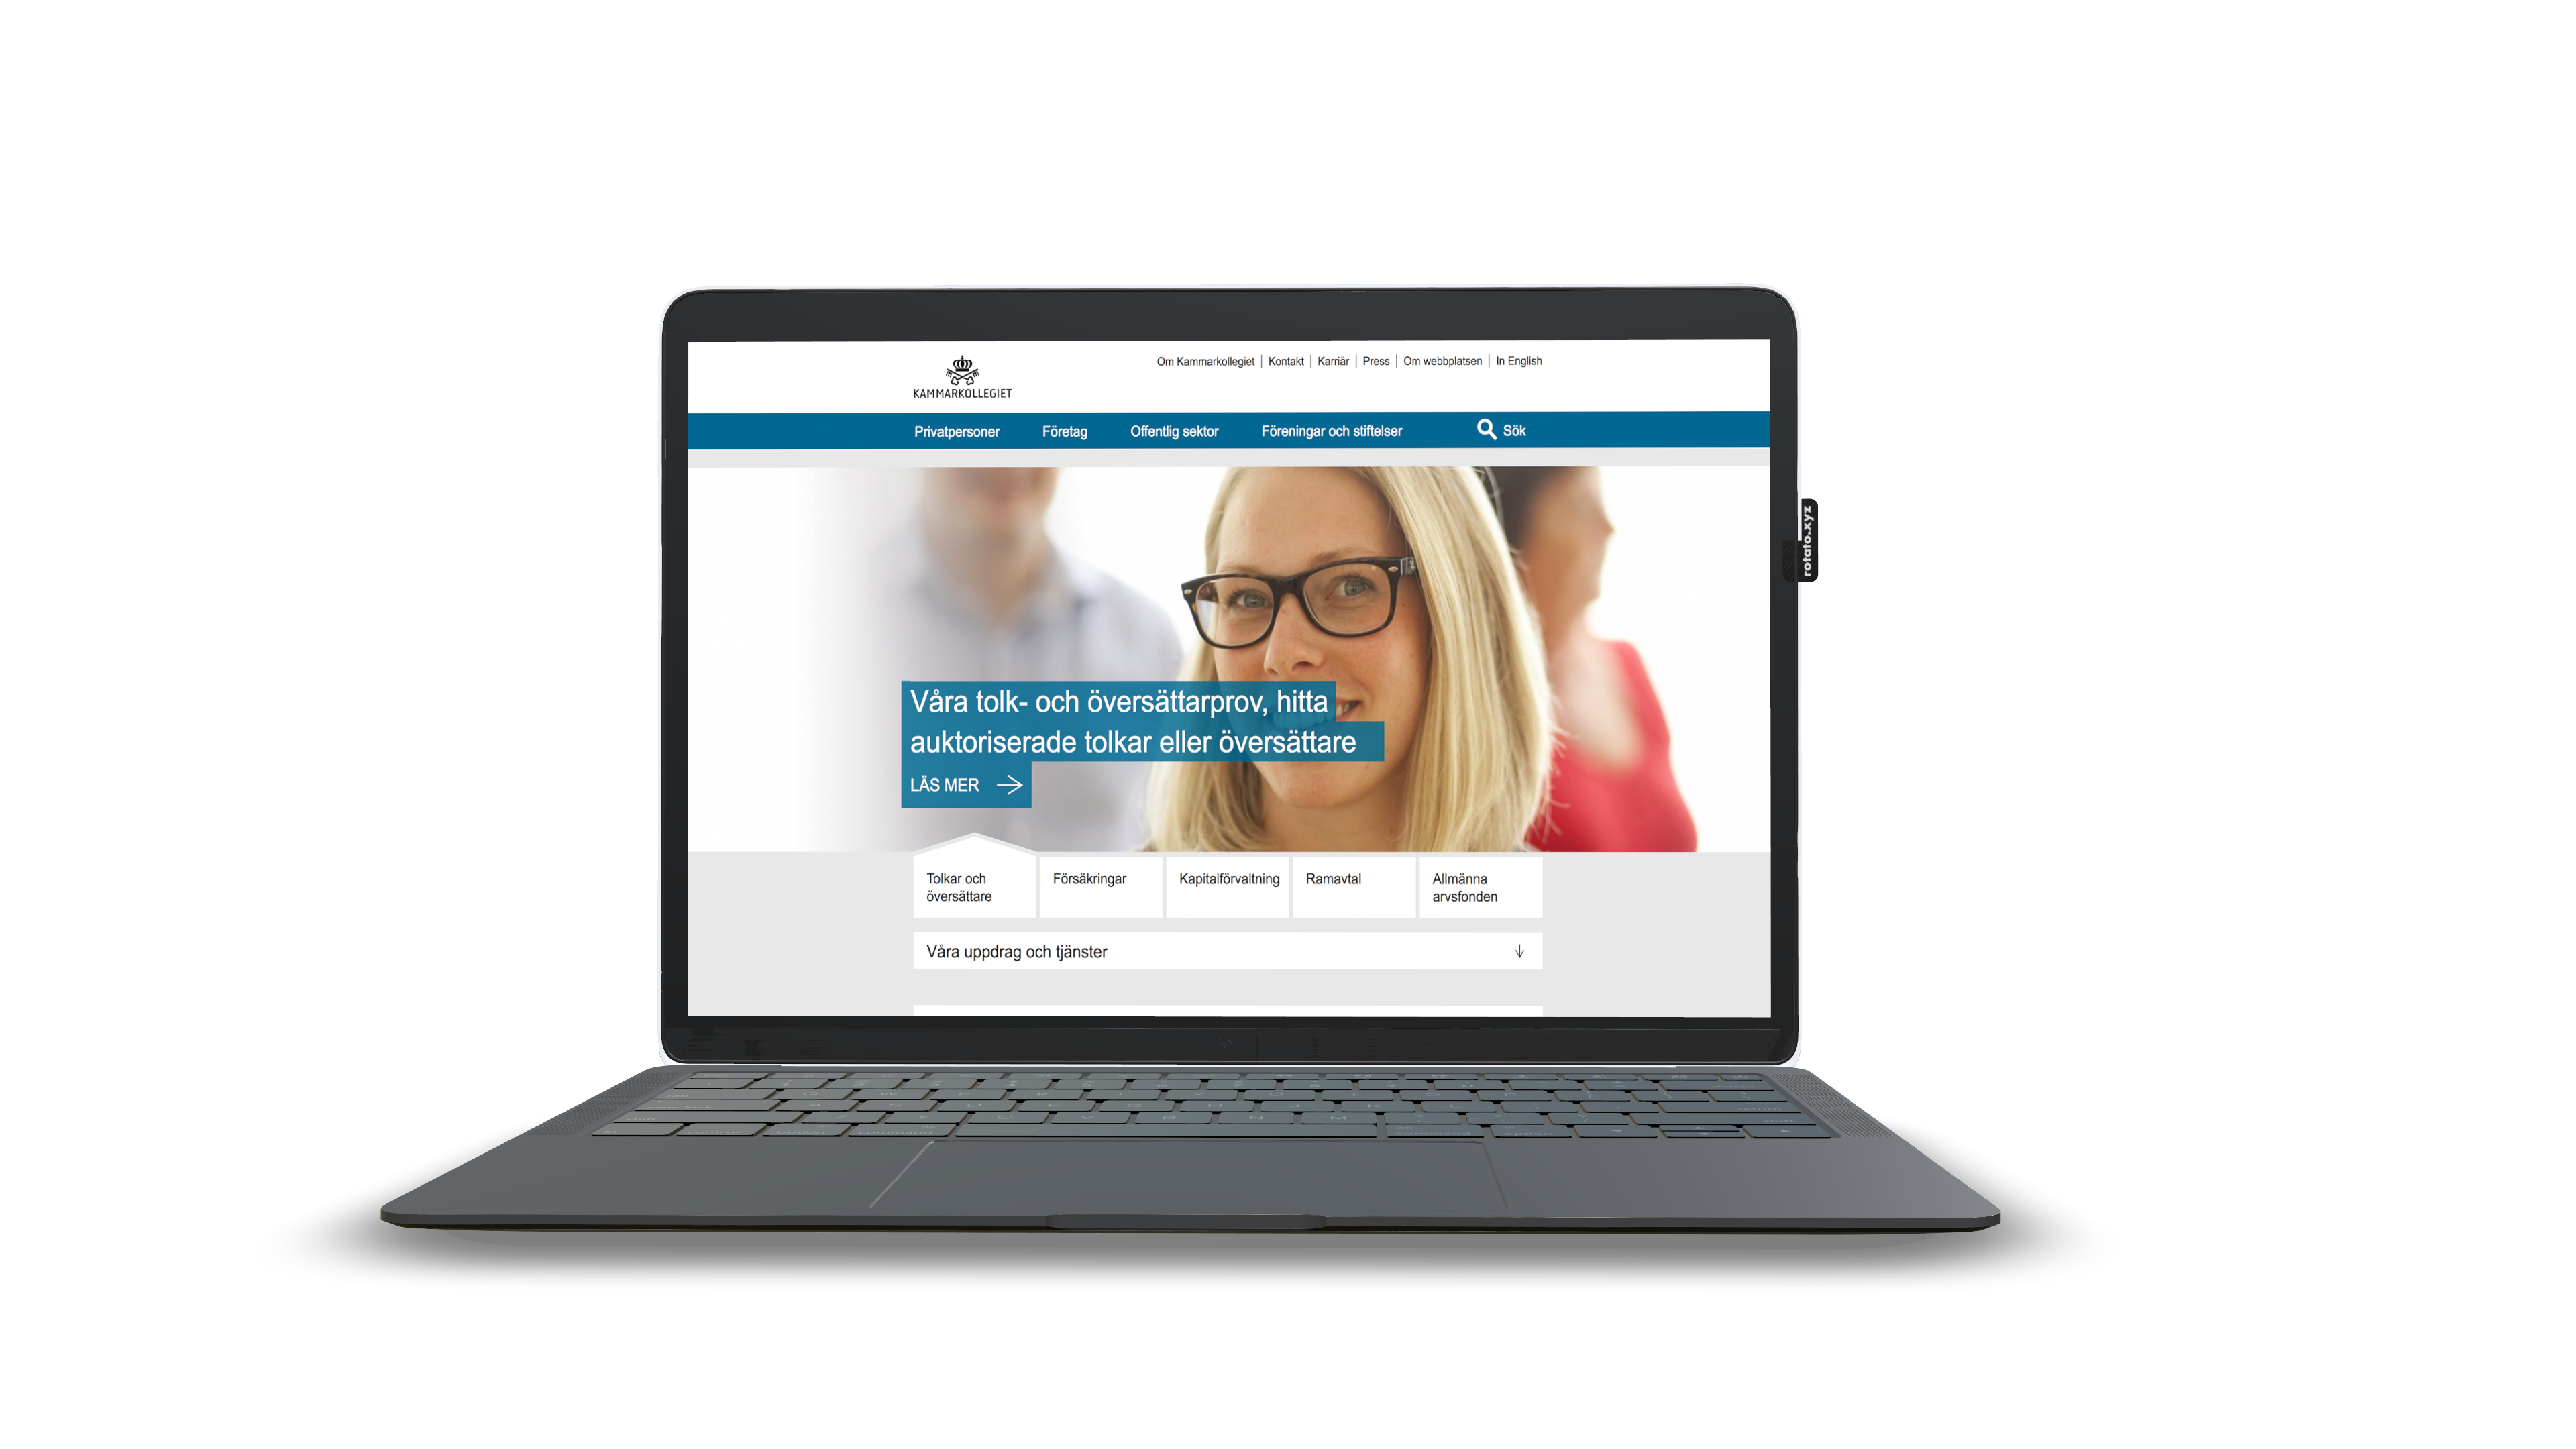 Om Kammarkollegiet | Kontakt | Karriär | Press | Om webbplatsen | In English
KAMMARKOLLEGIET
Privatpersoner Företag Offentlig sektor Föreningar och stiftelser Sök
rotato.xyz
Våra tolk- och översättarprov, hitta
auktoriserade tolkar eller översättare
LÄS MER
Tolkar och
översättare
Försäkringar
Kapitalförvaltning
Ramavtal
Allmänna
arvsfonden
Våra uppdrag och tjänster